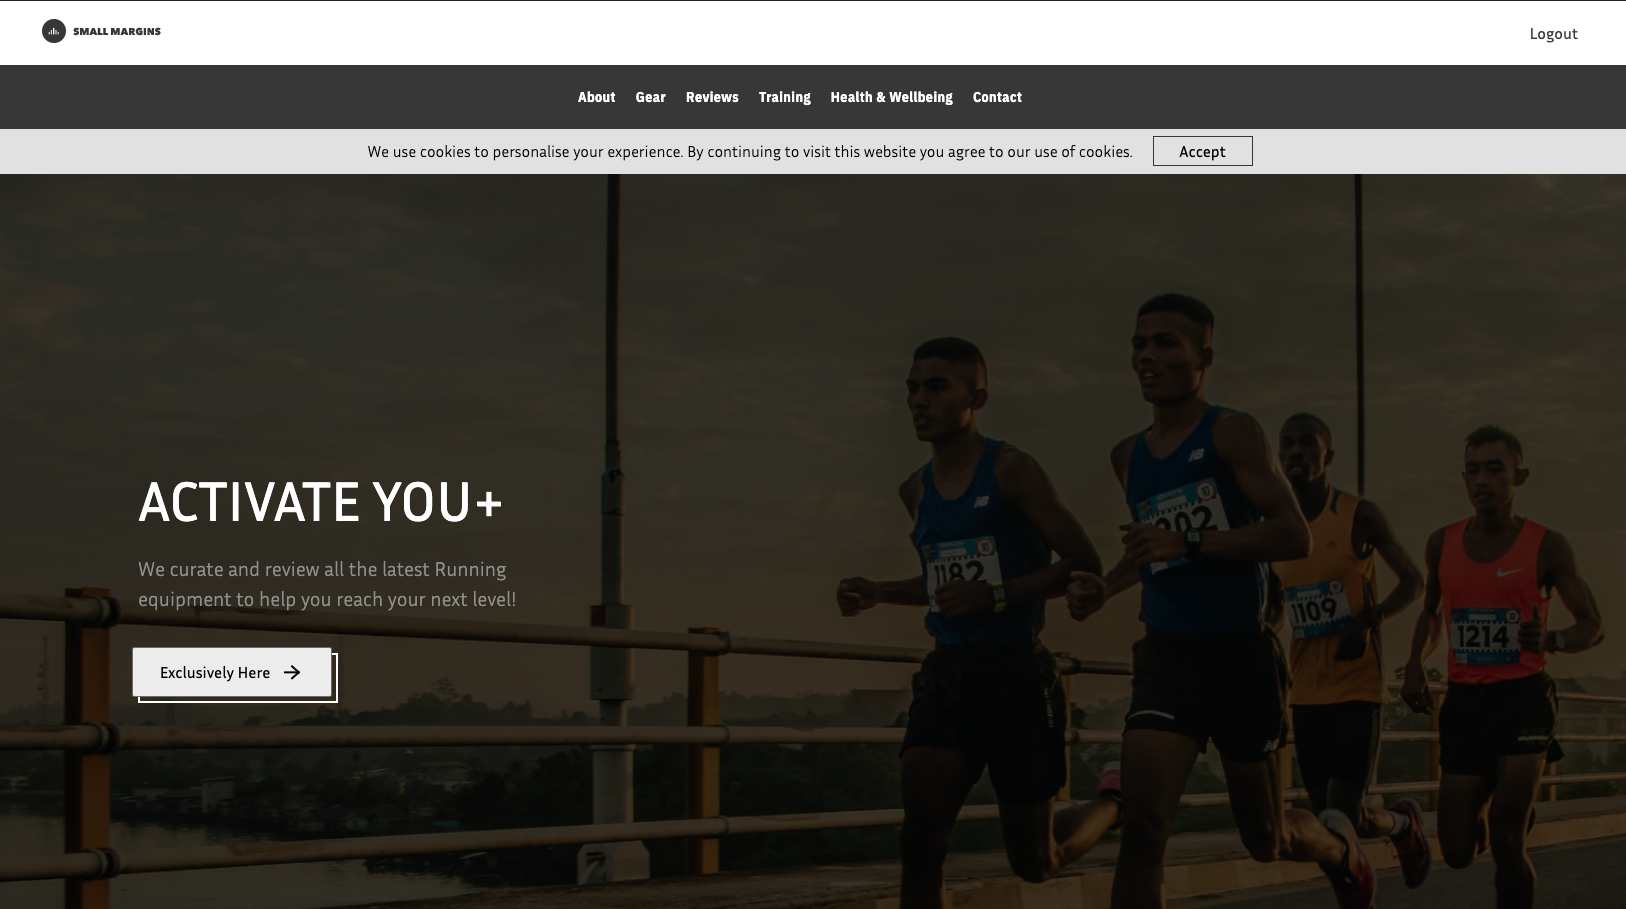 SMALL MARGINS
Logout
About Gear Reviews Training Health & Wellbeing Contact
We use cookies to personalise your experience. By continuing to visit this website you agree to our use of cookies. Accept
ACTIVATE YOU+
We curate and review all the latest Running
equipment to help you reach your next level!
Exclusively Here
1182
1109
1214